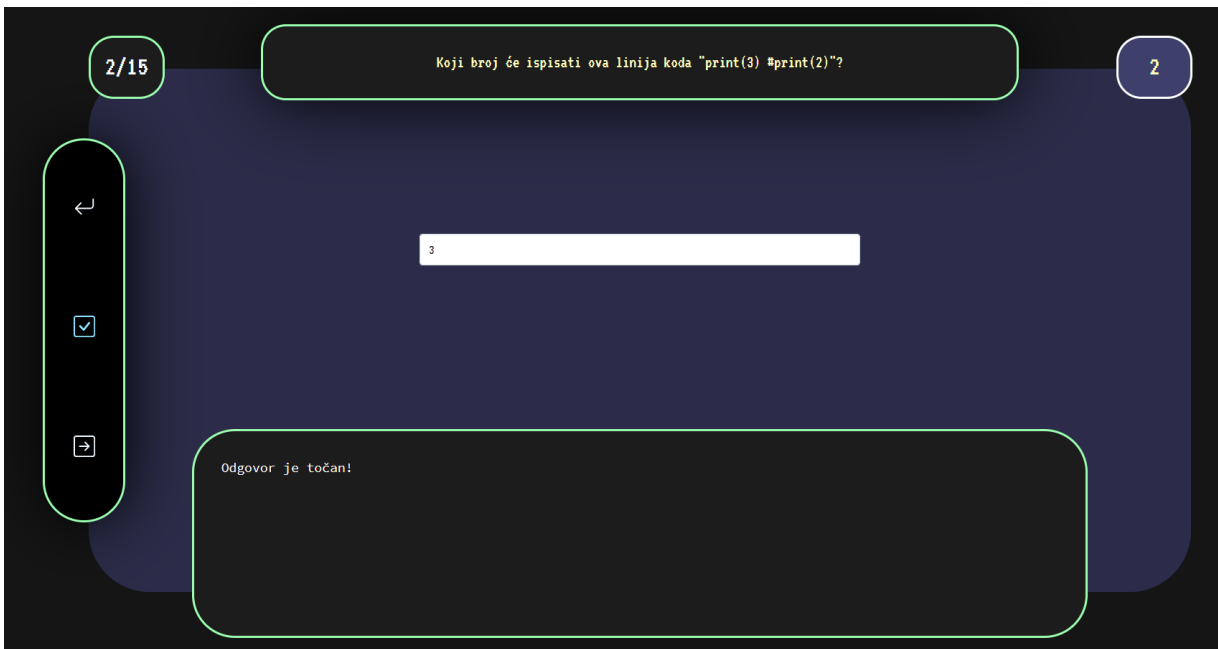 2/15
Koji broj će ispisati ova linija koda "print(3) #print(2)"?
2
3
Odgovor je točan!